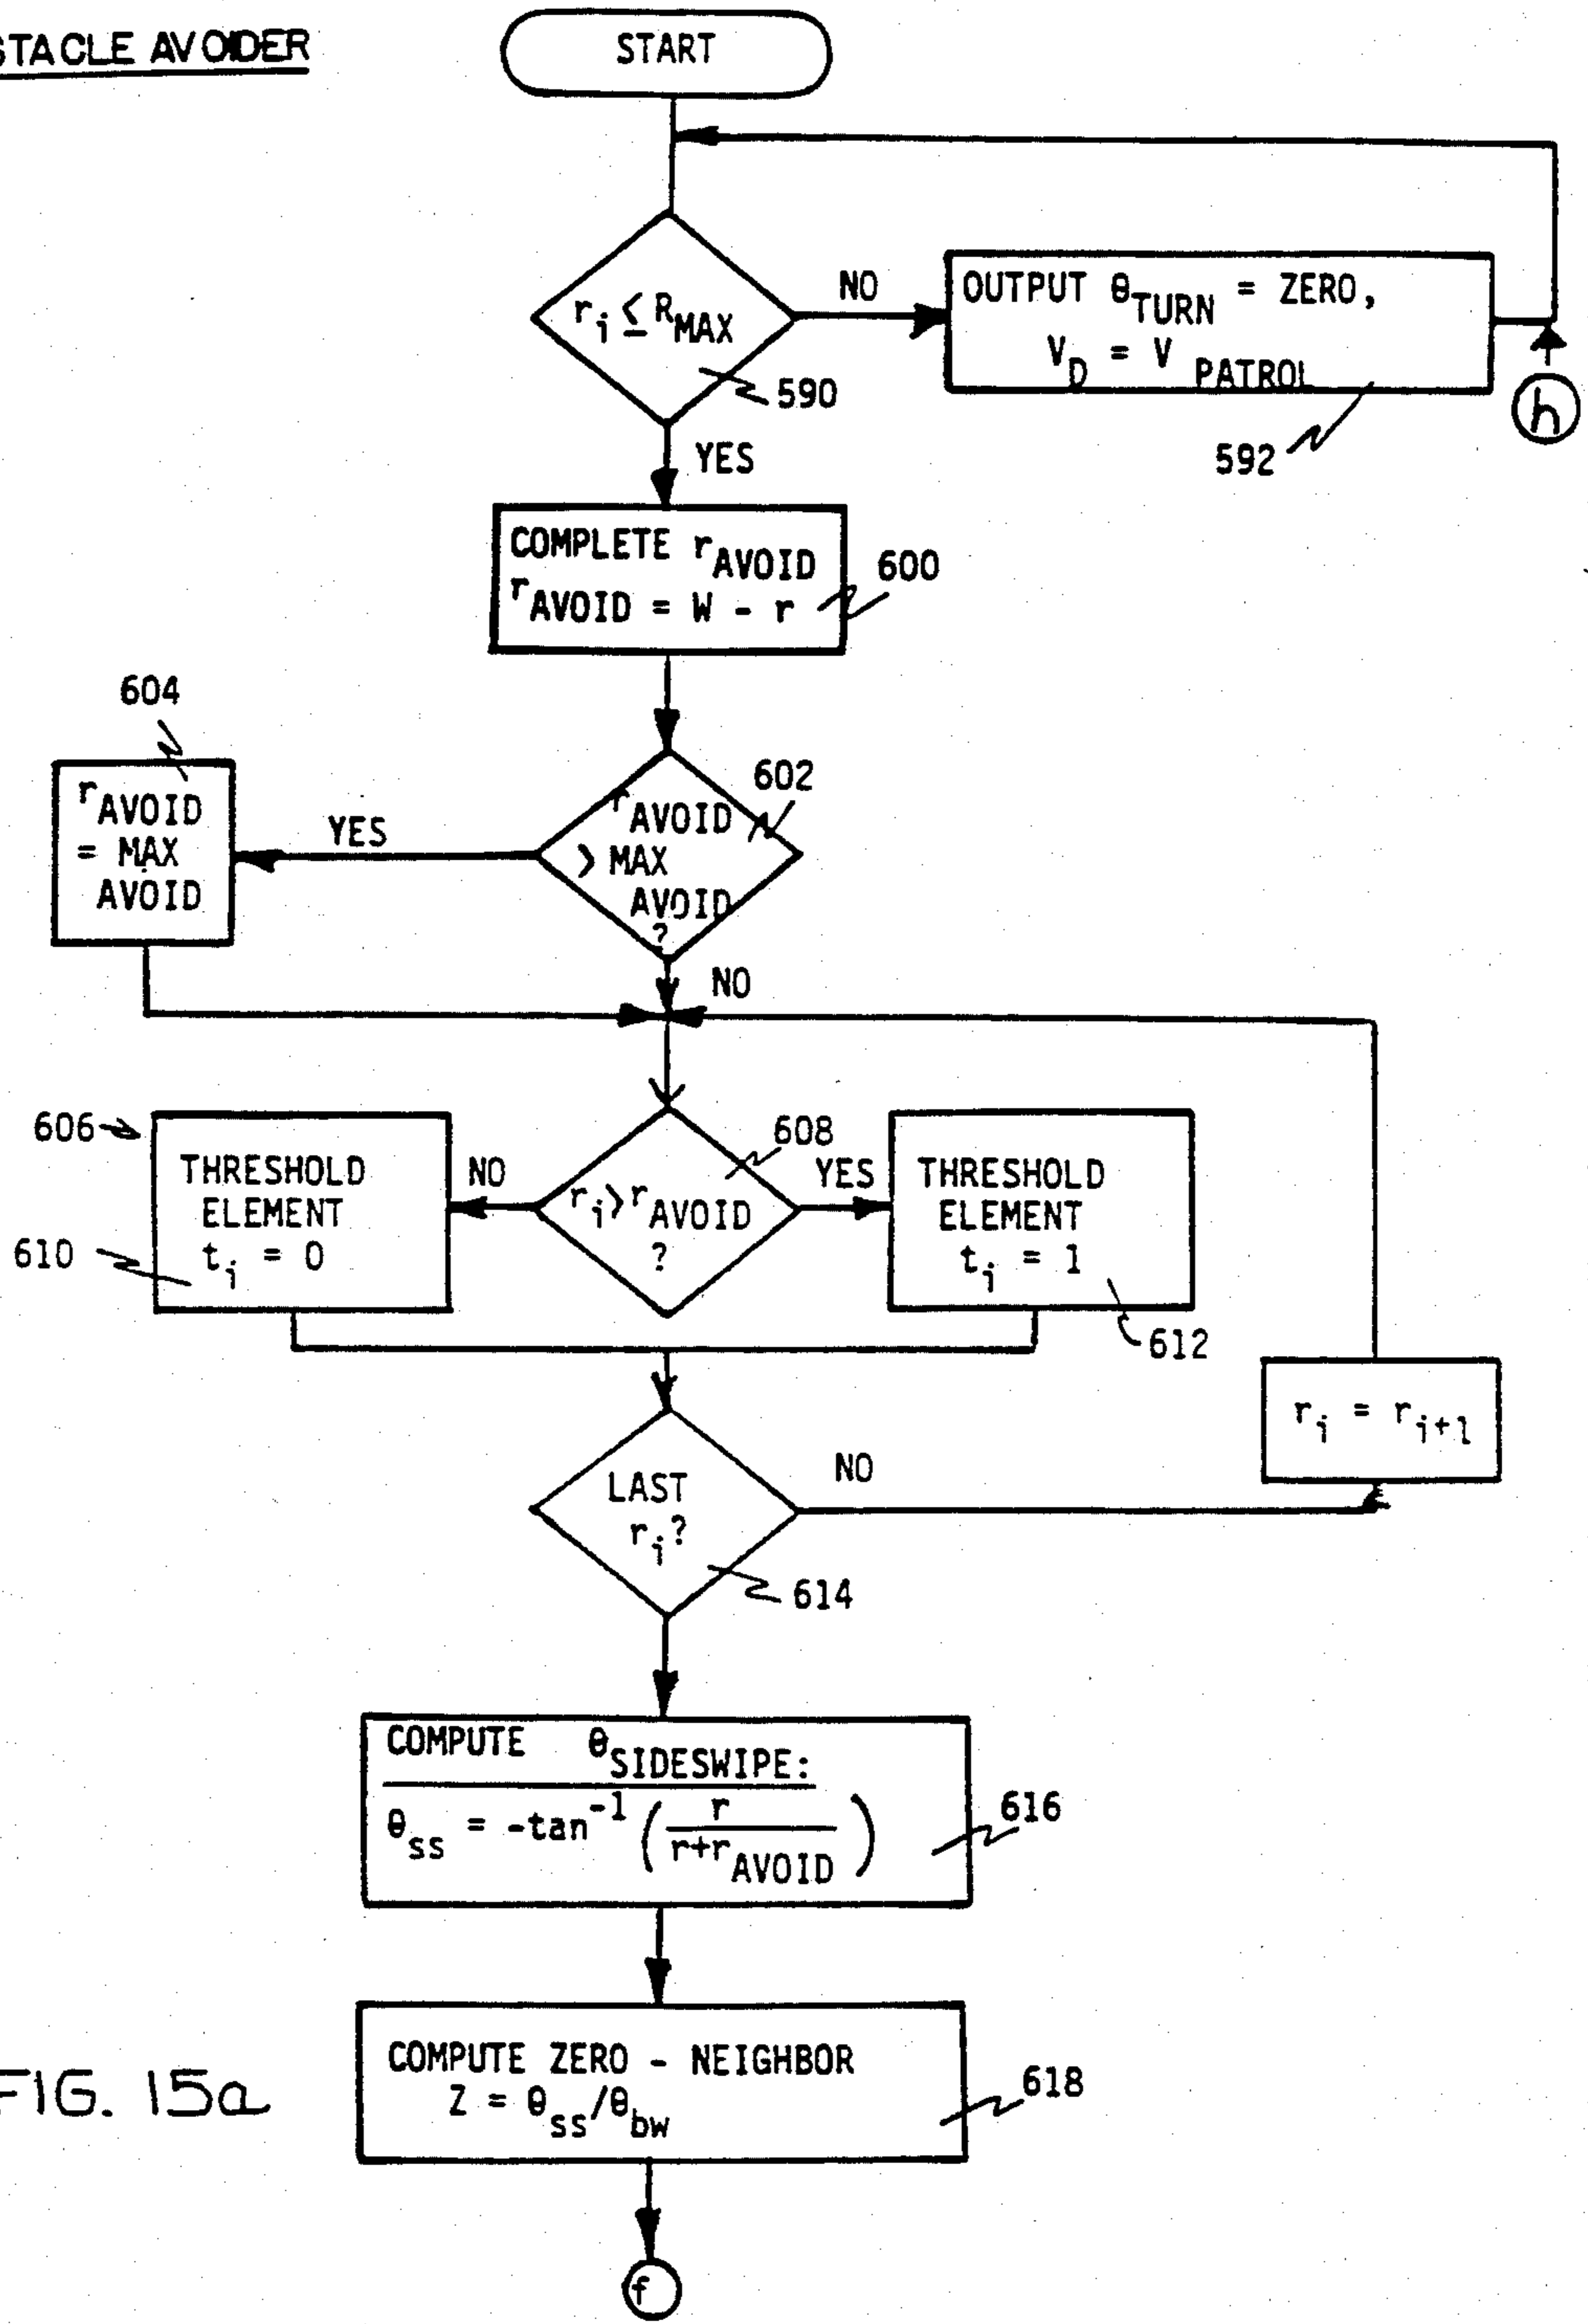 STACLE AVOIDER
START
r_i ≤ R_MAX
NO
590
OUTPUT θ_TURN = ZERO,
V_D = V PATROL
592
h
YES
COMPLETE r_AVOID
r_AVOID = W - r
600
604
r_AVOID
= MAX
AVOID
YES
602
r_AVOID
> MAX
AVOID
?
NO
606
THRESHOLD
ELEMENT
t_i = 0
610
NO
608
r_i > r_AVOID
?
YES
THRESHOLD
ELEMENT
t_i = 1
612
r_i = r_i+1
LAST
r_i?
NO
614
COMPUTE θ_SIDESWIPE:
θ_ss = -tan^-1 (r / r+r_AVOID)
616
COMPUTE ZERO - NEIGHBOR
Z = θ_ss/θ_bw
618
FIG. 15a
f